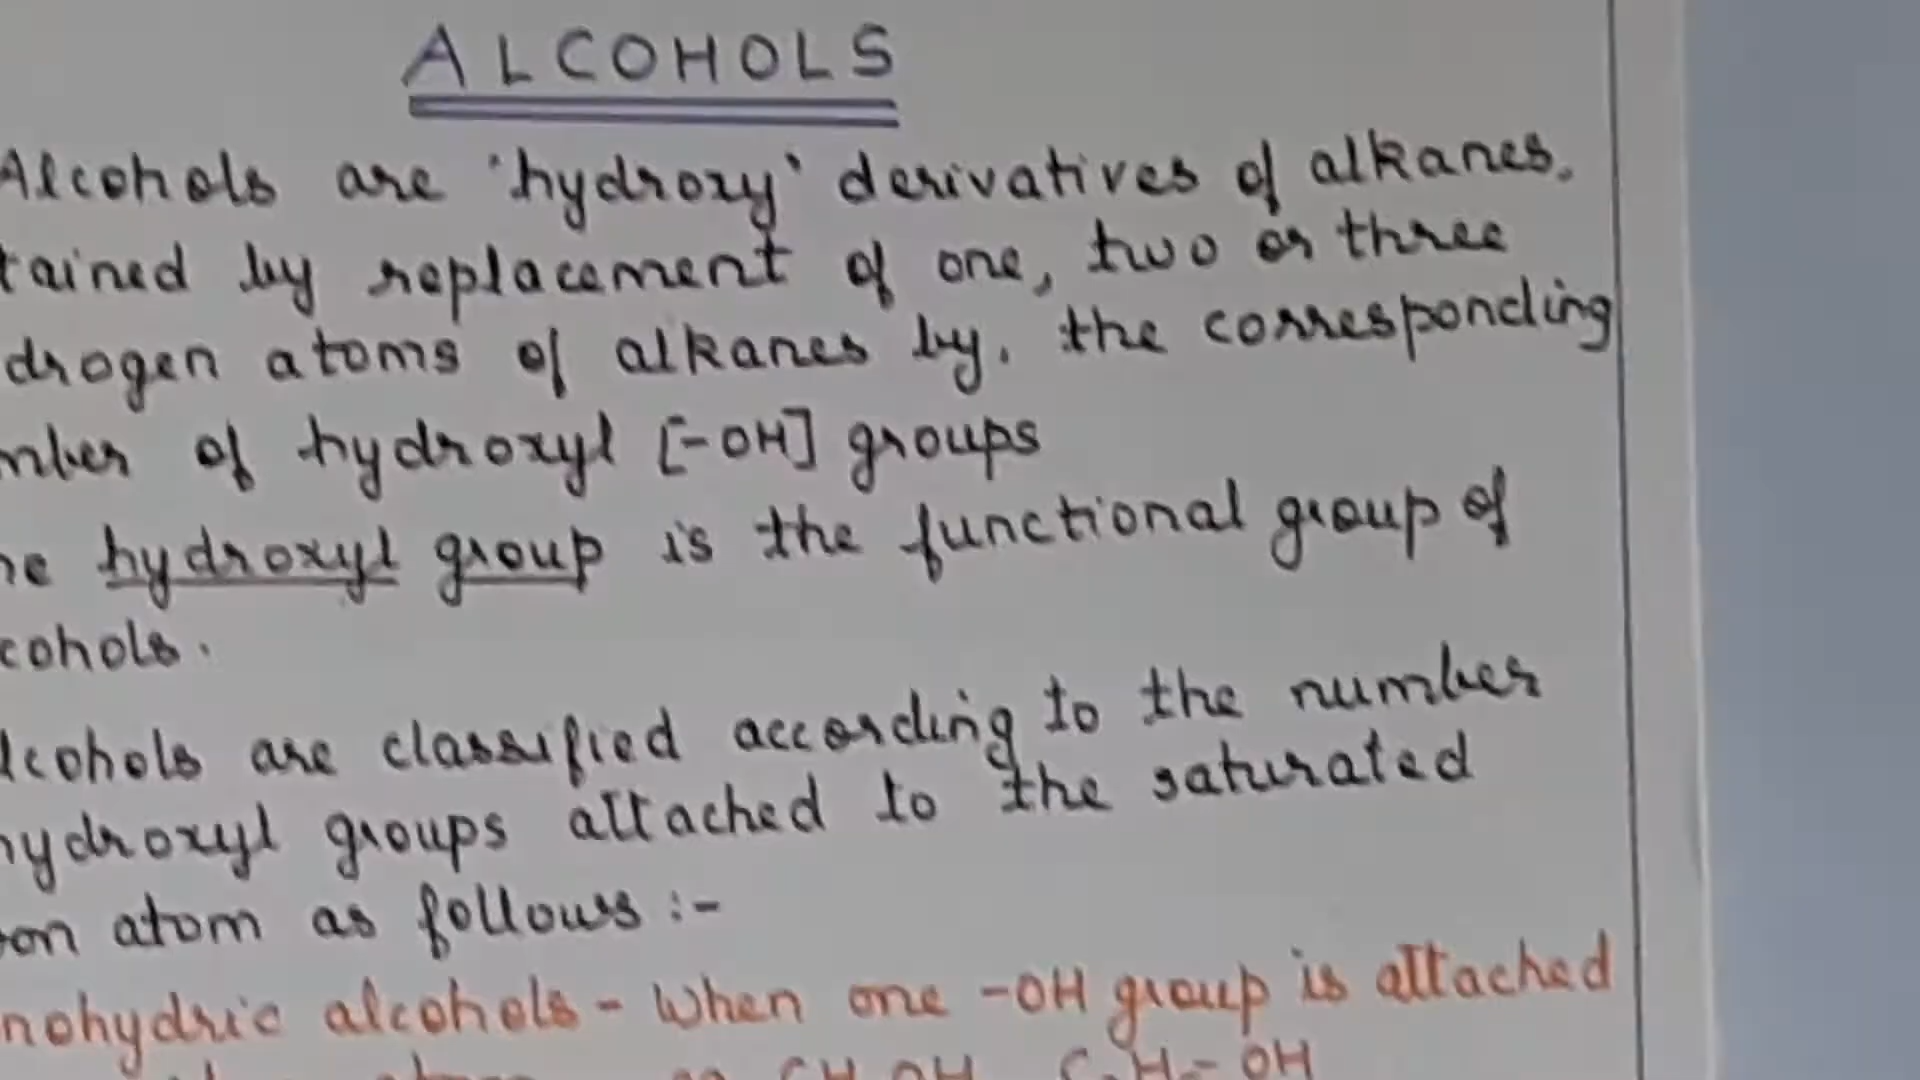 ALCOHOLS
Alcohols are 'hydroxy' derivatives of alkanes.
tained by replacement of one, two or three
drogen atoms of alkanes by. the corresponding
mber of hydroxyl [-OH] groups
he hydroxyl group is the functional group of
cohols.
lcohols are classified according to the number
hydroxyl groups attached to the saturated
on atom as follows :-
nohydric alcohols - When one -OH group is attached